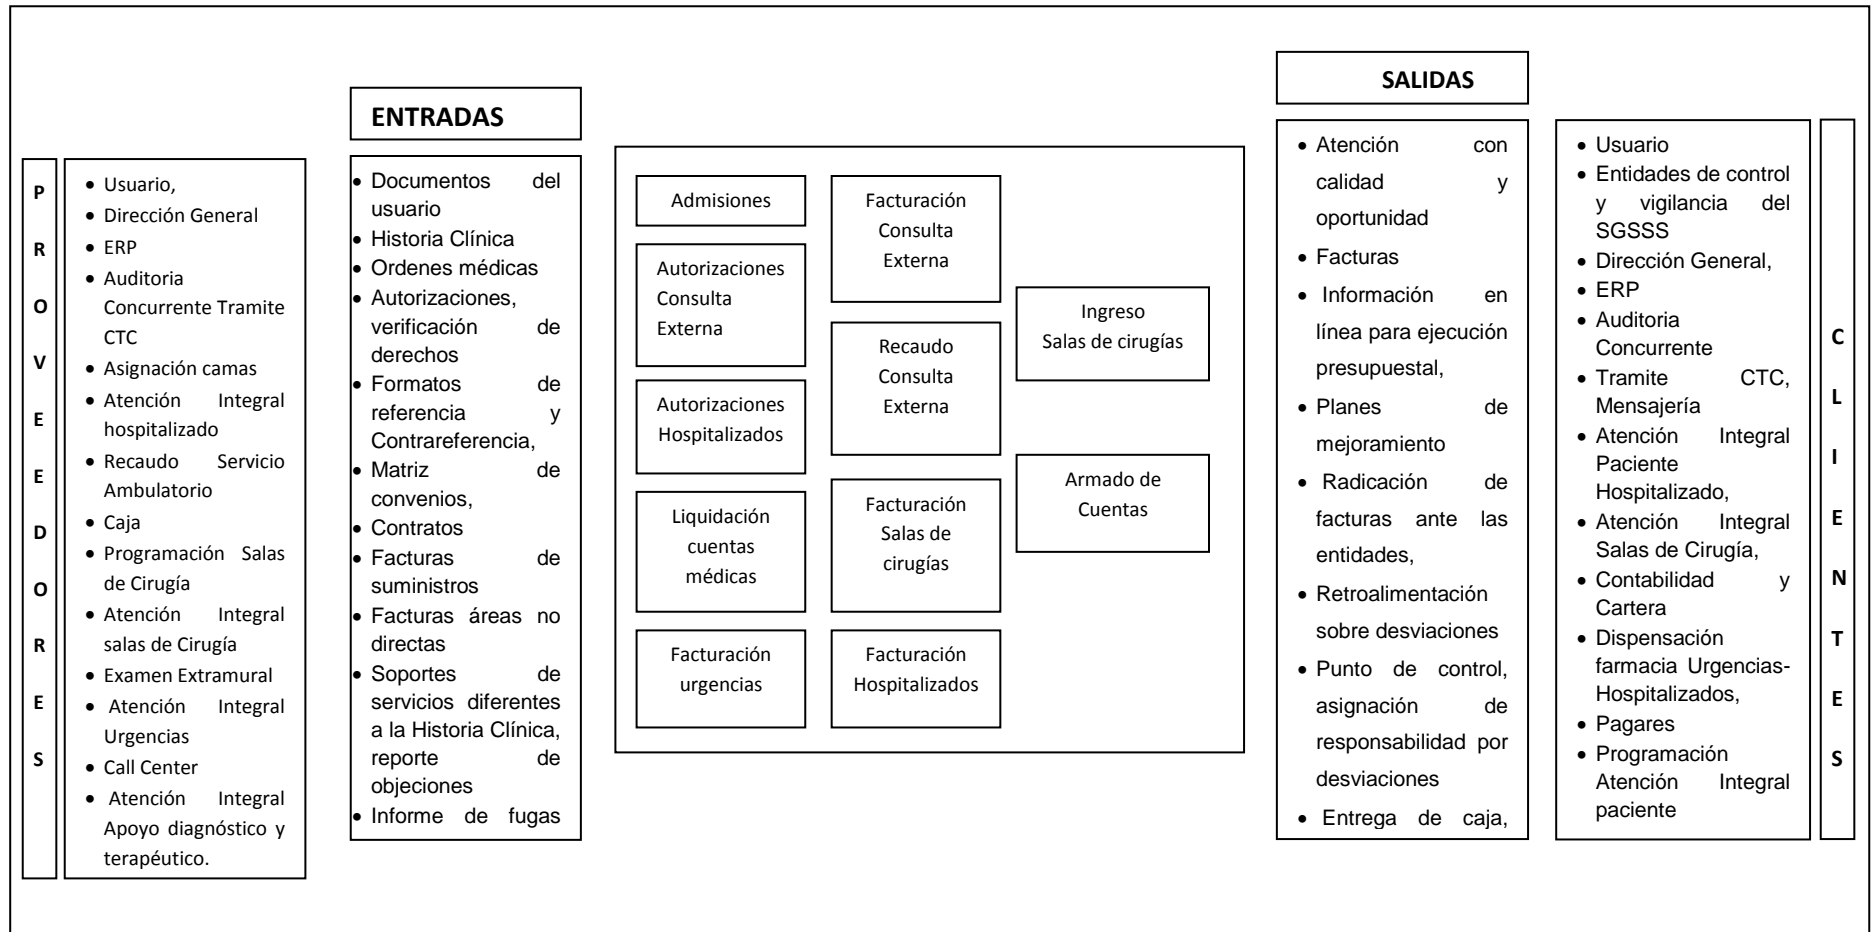 P
R
O
V
E
E
D
O
R
E
S
• Usuario,
• Dirección General
• ERP
• Auditoria
Concurrente Tramite
CTC
• Asignación camas
• Atención Integral
hospitalizado
• Recaudo Servicio
Ambulatorio
• Caja
• Programación Salas
de Cirugía
• Atención Integral
salas de Cirugía
• Examen Extramural
• Atención Integral
Urgencias
• Call Center
• Atención Integral
Apoyo diagnóstico y
terapéutico.
ENTRADAS
• Documentos del
usuario
• Historia Clínica
• Ordenes médicas
• Autorizaciones,
verificación de
derechos
• Formatos de
referencia y
Contrareferencia,
• Matriz de
convenios,
• Contratos
• Facturas de
suministros
• Facturas áreas no
directas
• Soportes de
servicios diferentes
a la Historia Clínica,
reporte de
objeciones
• Informe de fugas
Admisiones
Autorizaciones
Consulta
Externa
Autorizaciones
Hospitalizados
Liquidación
cuentas
médicas
Facturación
urgencias
Facturación
Consulta
Externa
Recaudo
Consulta
Externa
Facturación
Salas de
cirugías
Facturación
Hospitalizados
Ingreso
Salas de cirugías
Armado de
Cuentas
SALIDAS
• Atención con
calidad y
oportunidad
• Facturas
• Información en
línea para ejecución
presupuestal,
• Planes de
mejoramiento
• Radicación de
facturas ante las
entidades,
• Retroalimentación
sobre desviaciones
• Punto de control,
asignación de
responsabilidad por
desviaciones
• Entrega de caja,
• Usuario
• Entidades de control
y vigilancia del
SGSSS
• Dirección General,
• ERP
• Auditoria
Concurrente
• Tramite CTC,
Mensajería
• Atención Integral
Paciente
Hospitalizado,
• Atención Integral
Salas de Cirugía,
• Contabilidad y
Cartera
• Dispensación
farmacia Urgencias-
Hospitalizados,
• Pagares
• Programación
Atención Integral
paciente
C
L
I
E
N
T
E
S